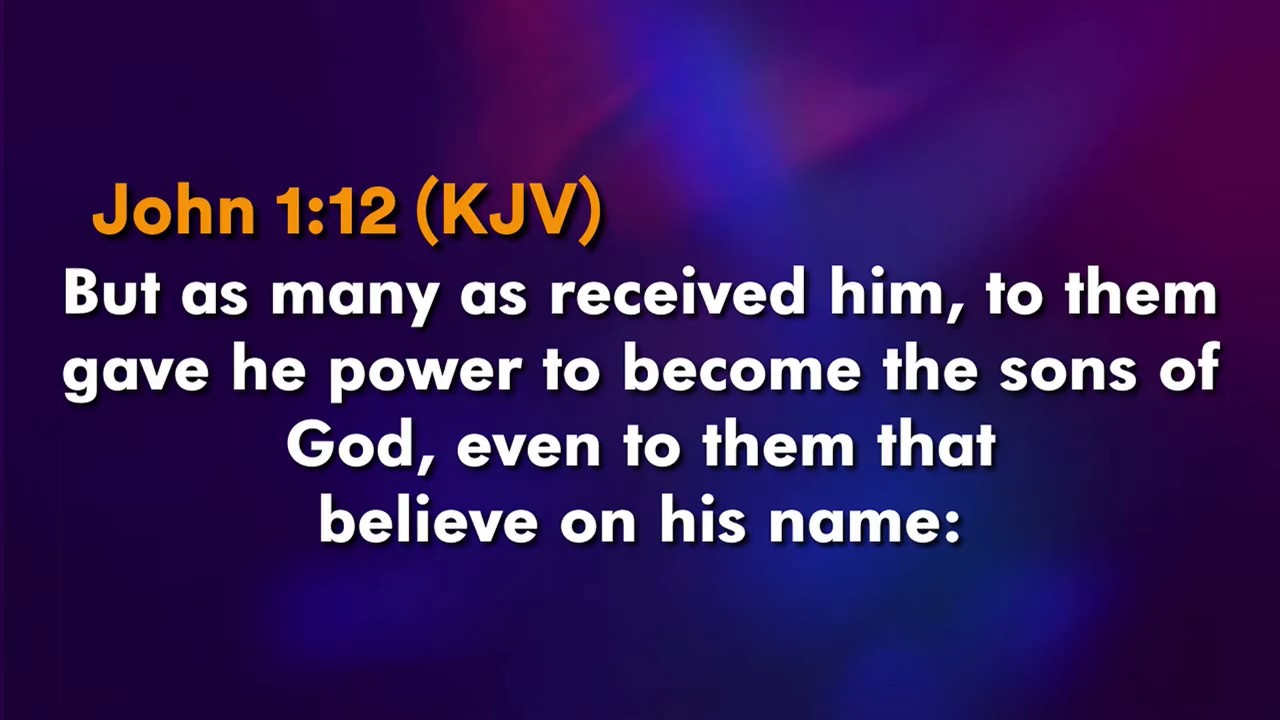 John 1:12 (KJV)
But as many as received him, to them
gave he power to become the sons of
God, even to them that
believe on his name: